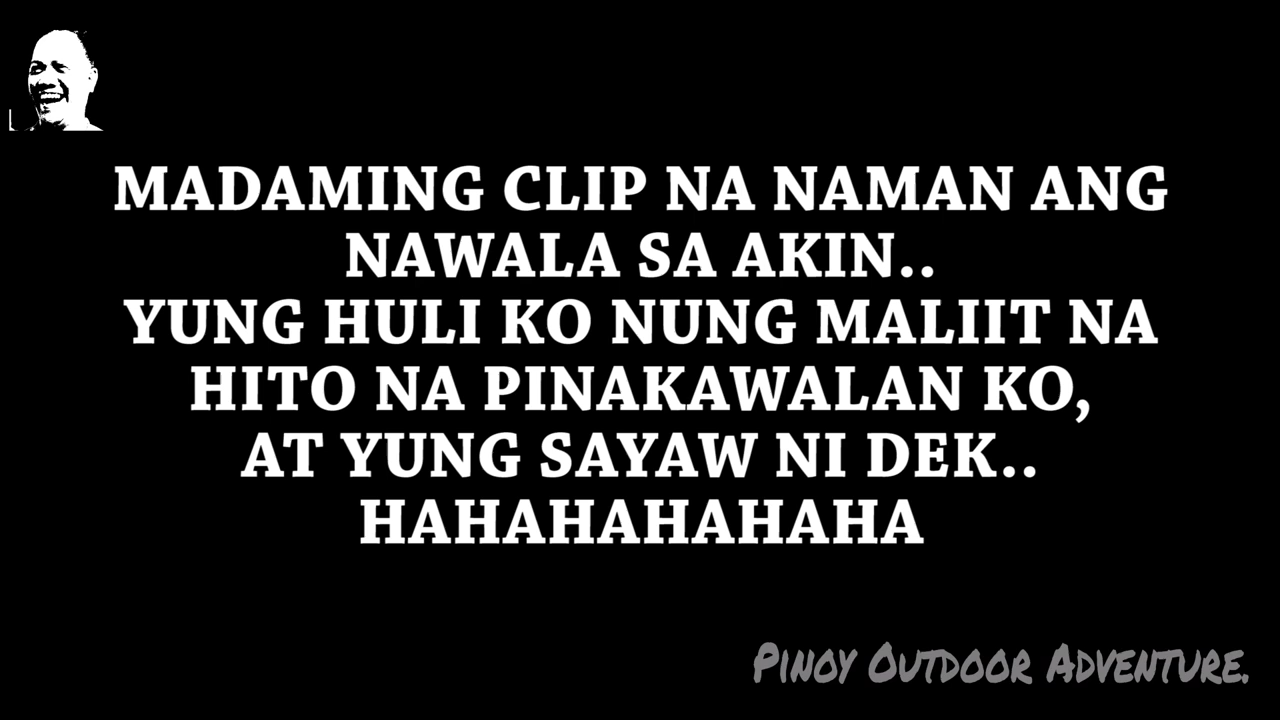 MADAMING CLIP NA NAMAN ANG
NAWALA SA AKIN..
YUNG HULI KO NUNG MALIIT NA
HITO NA PINAKAWALAN KO,
AT YUNG SAYAW NI DEK..
HAHAHAHAHAHA
PINOY OUTDOOR ADVENTURE.